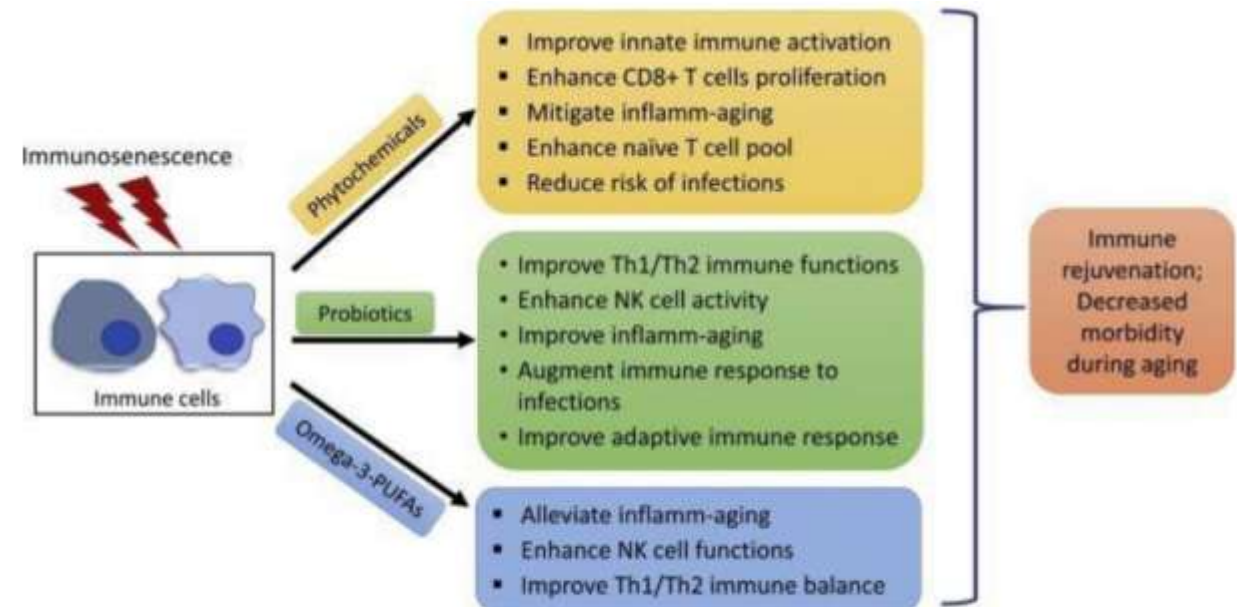 Immunosenescence
Immune cells
Phytochemicals
▪ Improve innate immune activation
▪ Enhance CD8+ T cells proliferation
▪ Mitigate inflamm-aging
▪ Enhance naïve T cell pool
▪ Reduce risk of infections
Probiotics
• Improve Th1/Th2 immune functions
• Enhance NK cell activity
• Improve inflamm-aging
• Augment immune response to
infections
• Improve adaptive immune response
Omega-3-PUFAs
▪ Alleviate inflamm-aging
▪ Enhance NK cell functions
▪ Improve Th1/Th2 immune balance
Immune
rejuvenation;
Decreased
morbidity
during aging